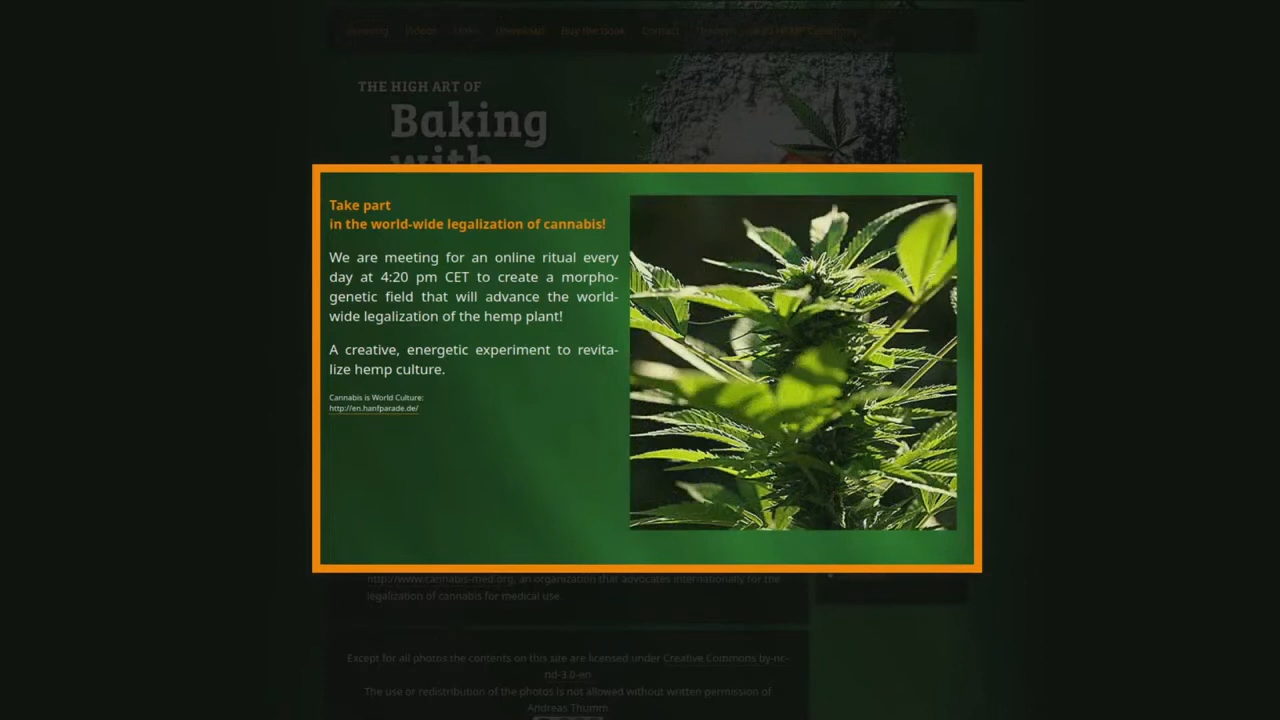 Buy the Book
Contact
THE HIGH ART OF
Baking
with
Take part
in the world-wide legalization of cannabis!
We are meeting for an online ritual every
day at 4:20 pm CET to create a morpho-
genetic field that will advance the world-
wide legalization of the hemp plant!
A creative, energetic experiment to revita-
lize hemp culture.
Cannabis is World Culture:
http://en.hanfparade.de/
http://www.cannabis-med.org, an organization that advocates internationally for the
legalization of cannabis for medical use.
Except for all photos the contents on this site are licensed under Creative Commons by-nc-
nd-3.0-en
The use or redistribution of the photos is not allowed without written permission of
Andreas Thumm.